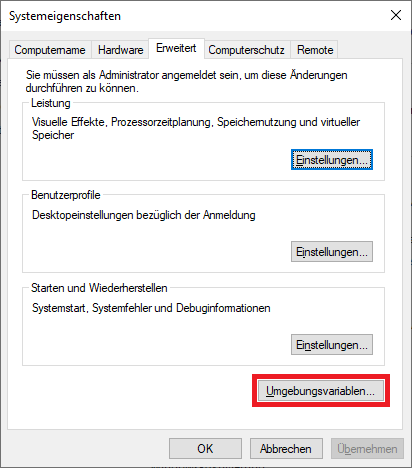 Systemeigenschaften
Computername Hardware Erweitert Computerschutz Remote
Sie müssen als Administrator angemeldet sein, um diese Änderungen
durchführen zu können.
Leistung
Visuelle Effekte, Prozessorzeitplanung, Speichernutzung und virtueller
Speicher
Einstellungen...
Benutzerprofile
Desktopeinstellungen bezüglich der Anmeldung
Einstellungen...
Starten und Wiederherstellen
Systemstart, Systemfehler und Debuginformationen
Einstellungen...
Umgebungsvariablen...
OK Abbrechen Übernehmen